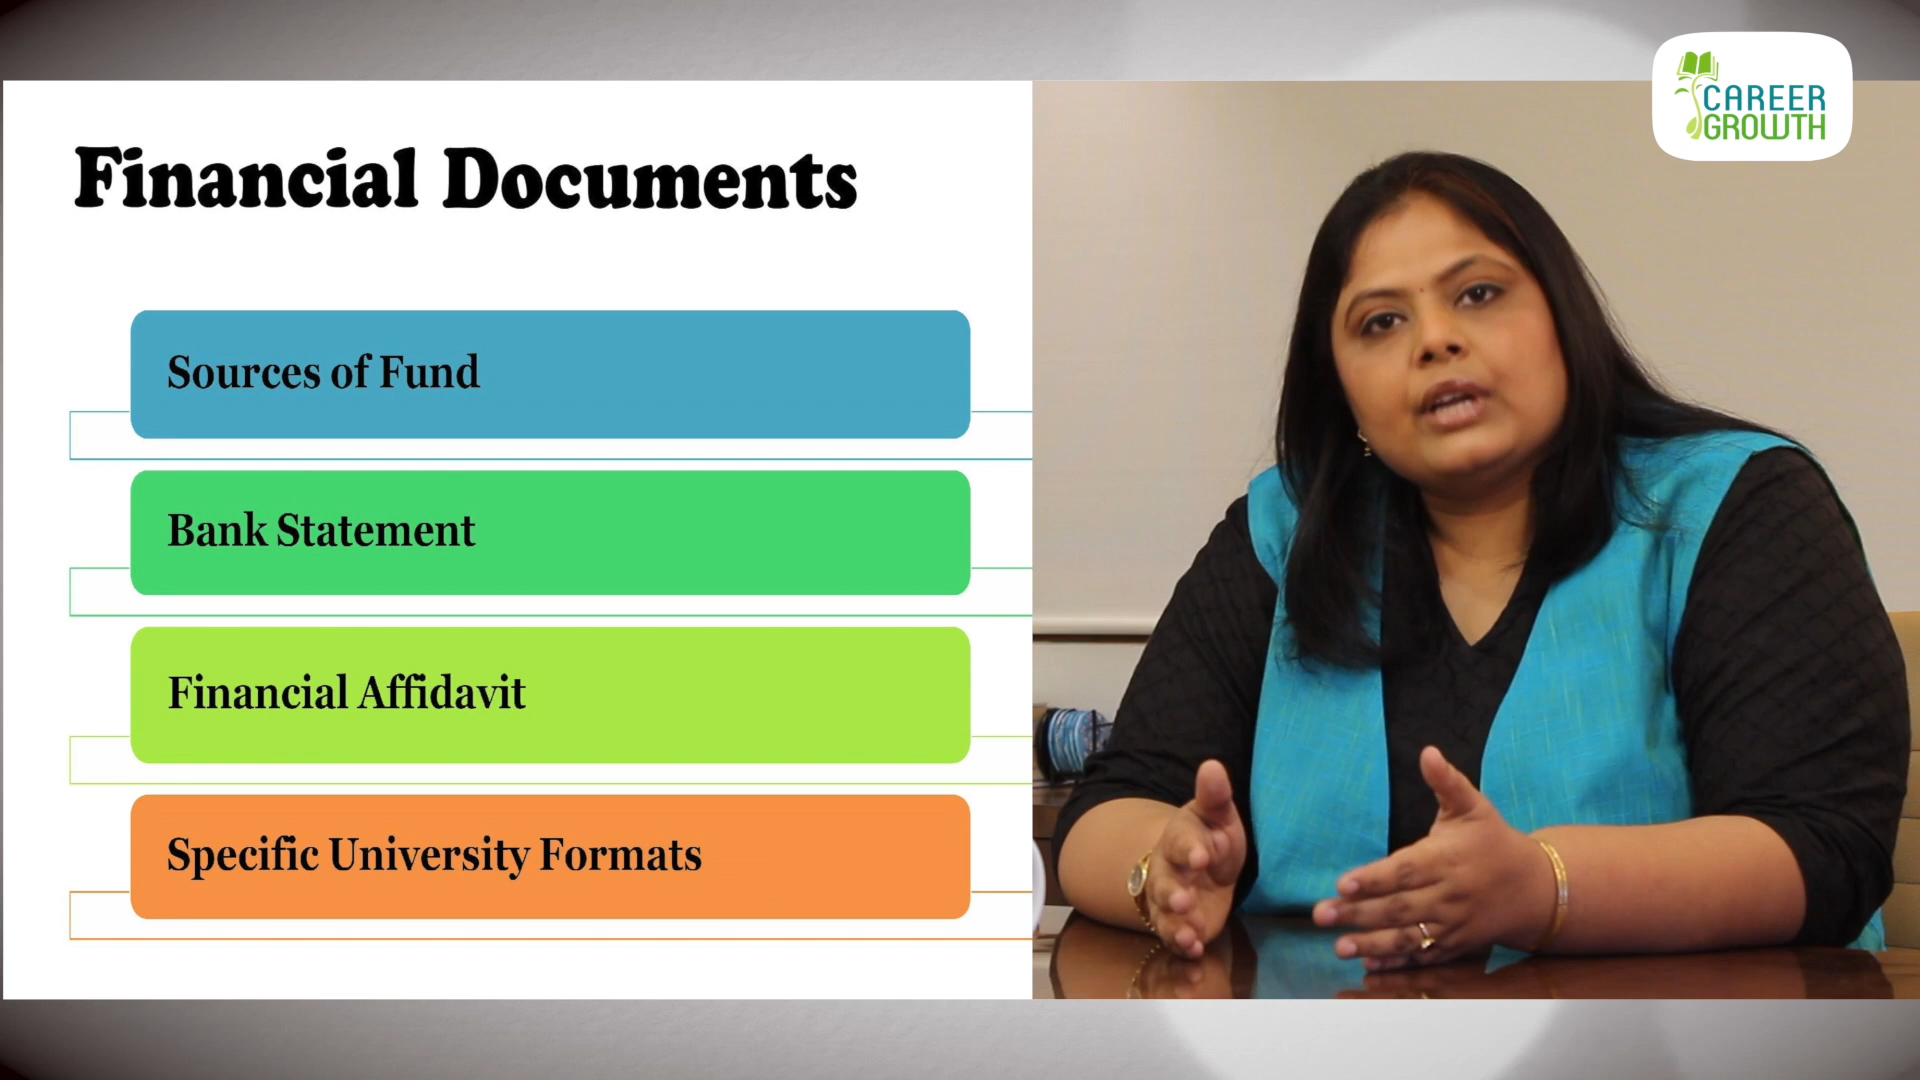 CAREER
GROWTH
Financial Documents
Sources of Fund
Bank Statement
Financial Affidavit
Specific University Formats